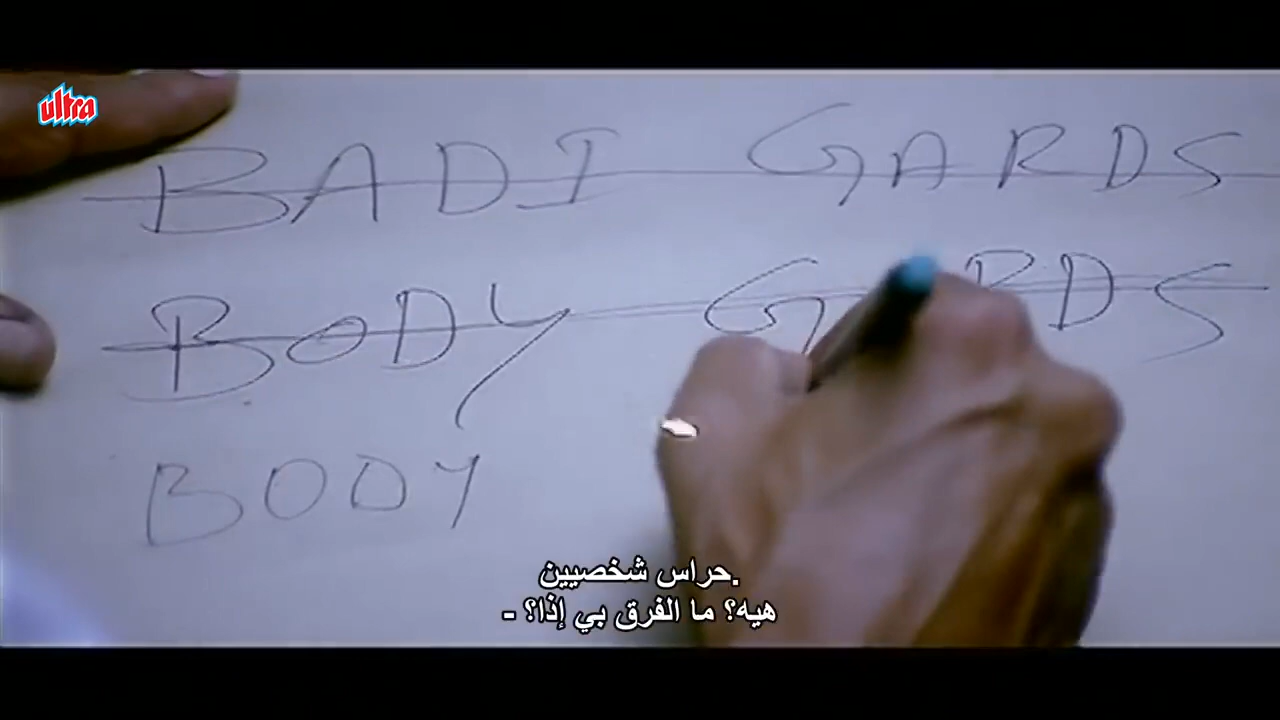 ultra
BADI GARDS
BODY GARDS
BODY
حراس شخصيين.
هيه؟ ما الفرق بي إذا؟ -